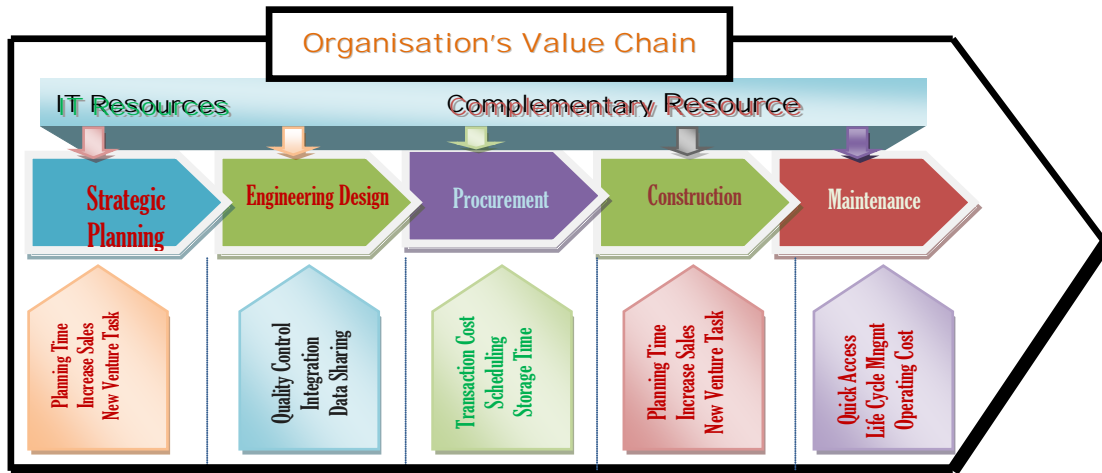 Organisation's Value Chain
IT Resources
Complementary Resource
Strategic
Planning
Engineering Design
Procurement
Construction
Maintenance
Planning Time
Increase Sales
New Venture Task
Quality Control
Integration
Data Sharing
Transaction Cost
Scheduling
Storage Time
Planning Time
Increase Sales
New Venture Task
Quick Access
Life Cycle Mngmt
Operating Cost